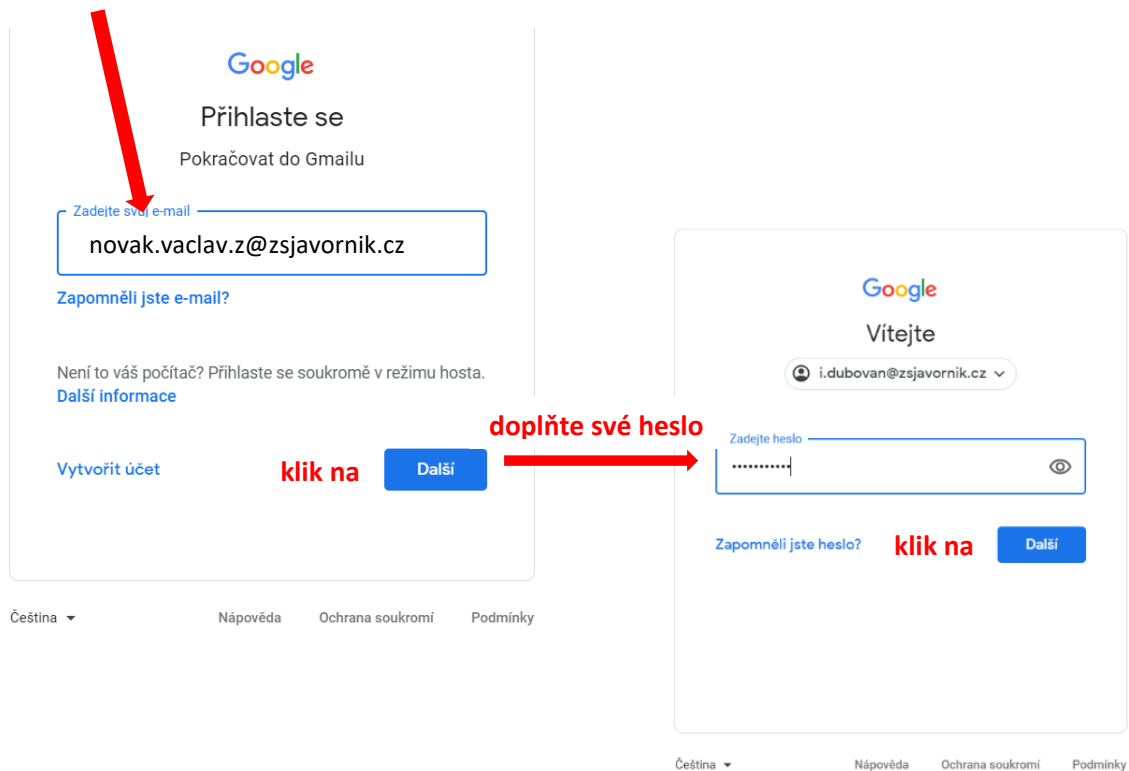 Google
Přihlaste se
Pokračovat do Gmailu
Zadejte svůj e-mail
novak.vaclav.z@zsjavornik.cz
Zapomněli jste e-mail?
Není to váš počítač? Přihlaste se soukromě v režimu hosta.
Další informace
Vytvořit účet
klik na
Další
Čeština
Nápověda
Ochrana soukromí
Podmínky
doplňte své heslo
Google
Vítejte
i.dubovan@zsjavornik.cz
Zadejte heslo
•••••••••••
Zapomněli jste heslo?
klik na
Další
Čeština
Nápověda
Ochrana soukromí
Podmínky